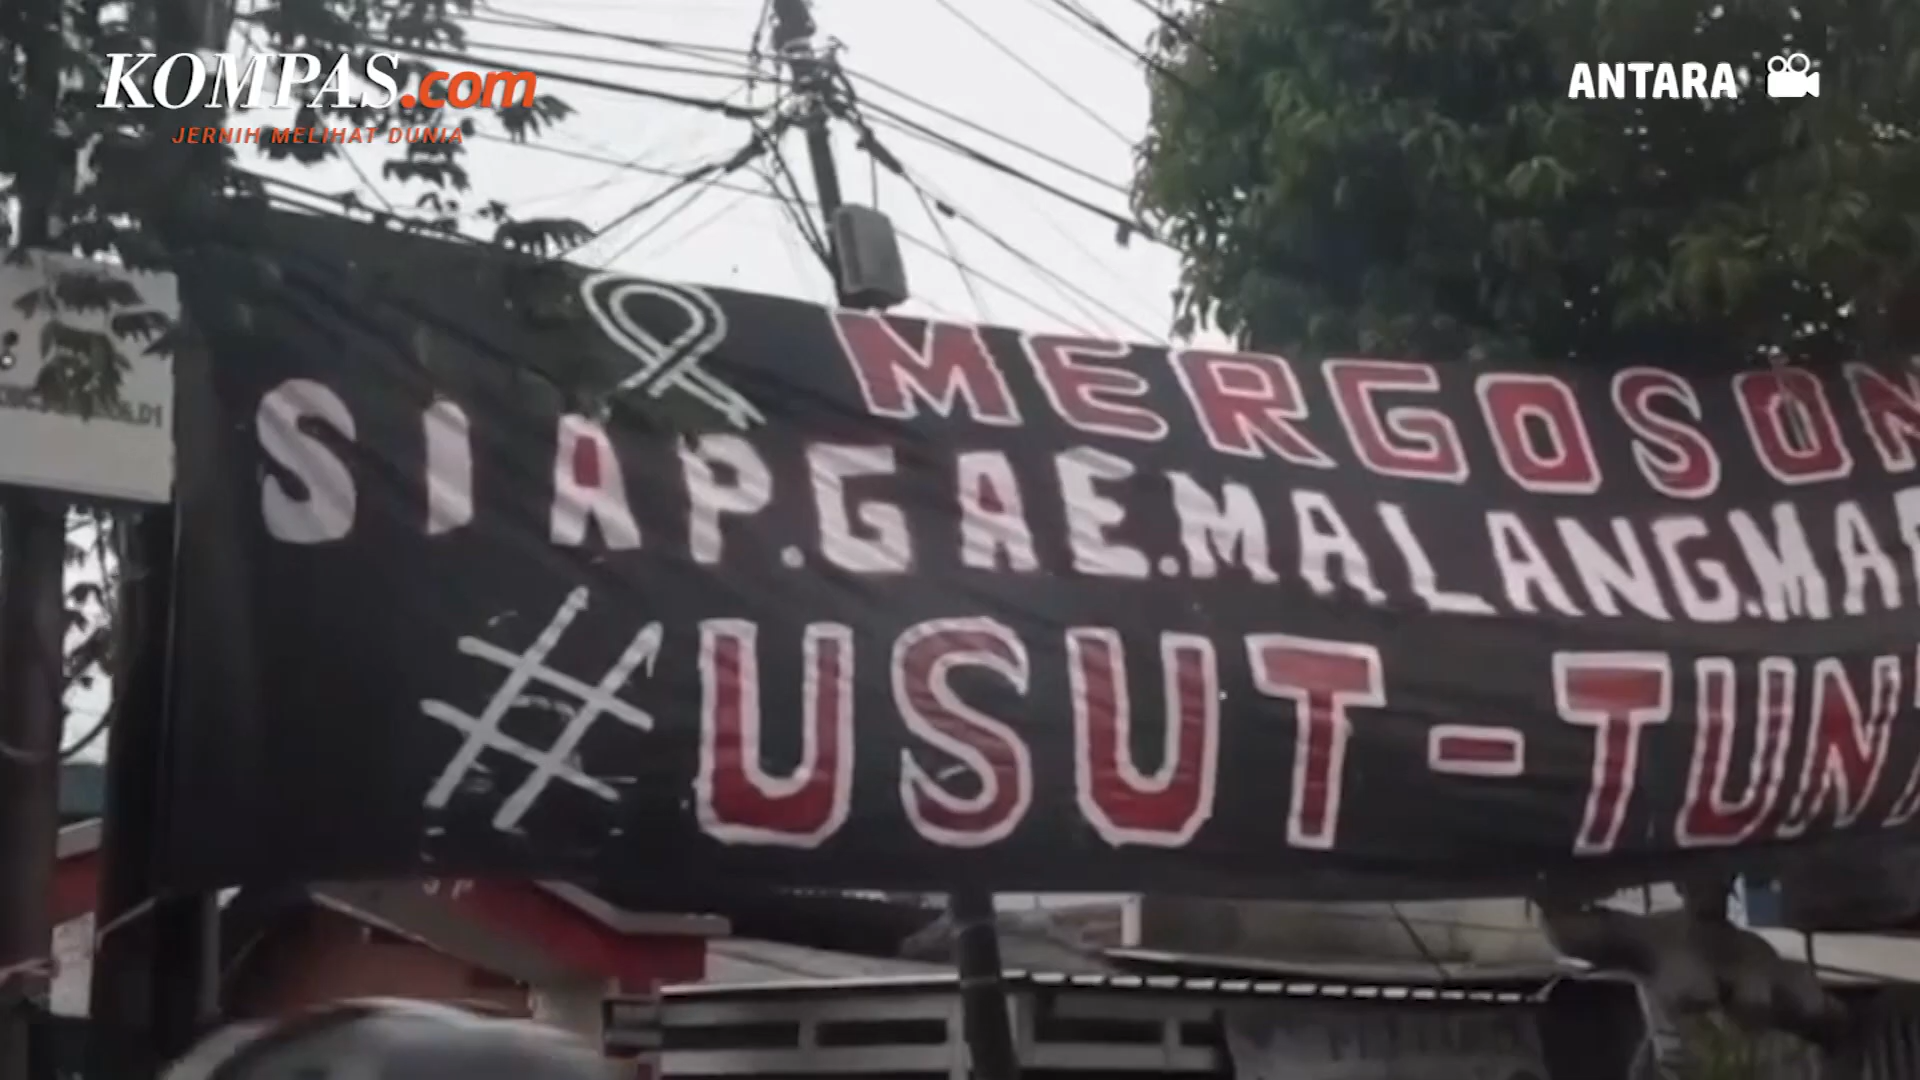 KOMPAS.com
JERNIH MELIHAT DUNIA
ANTARA
MERGOSON
SIAP.GAE.MALANG.MA
#USUT-TUN